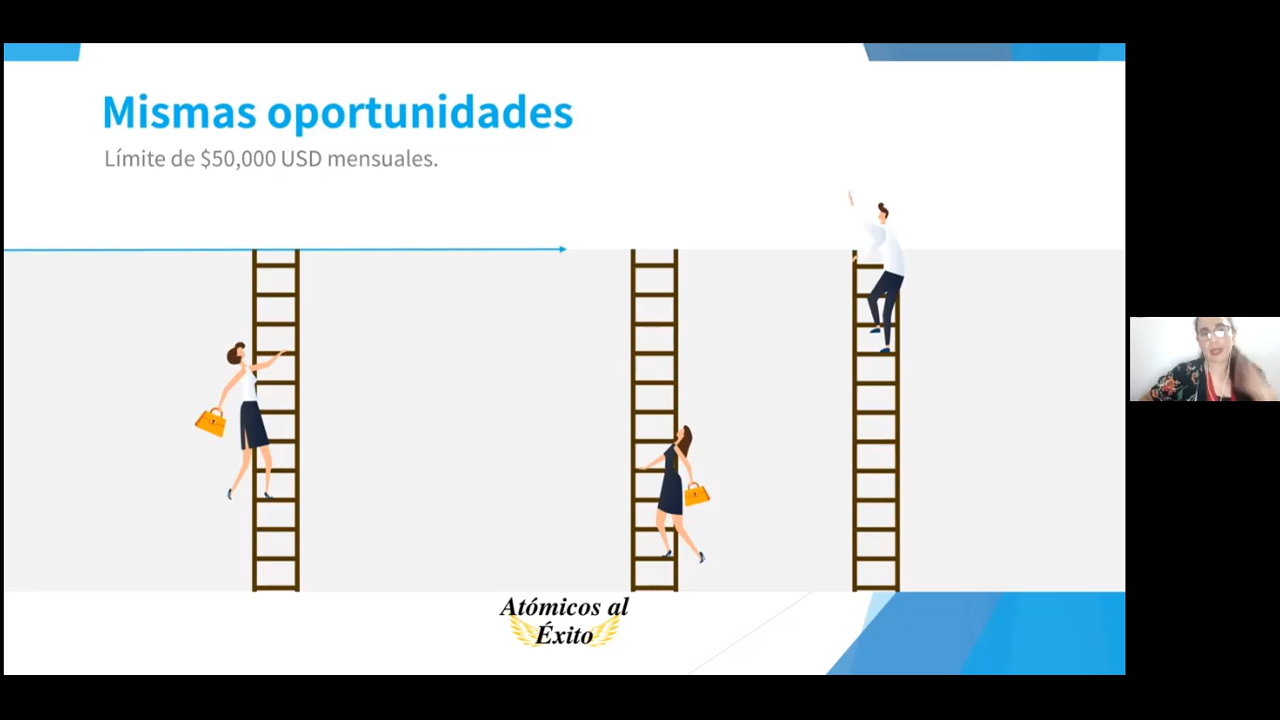 Mismas oportunidades
Límite de $50,000 USD mensuales.
Atómicos al
Éxito